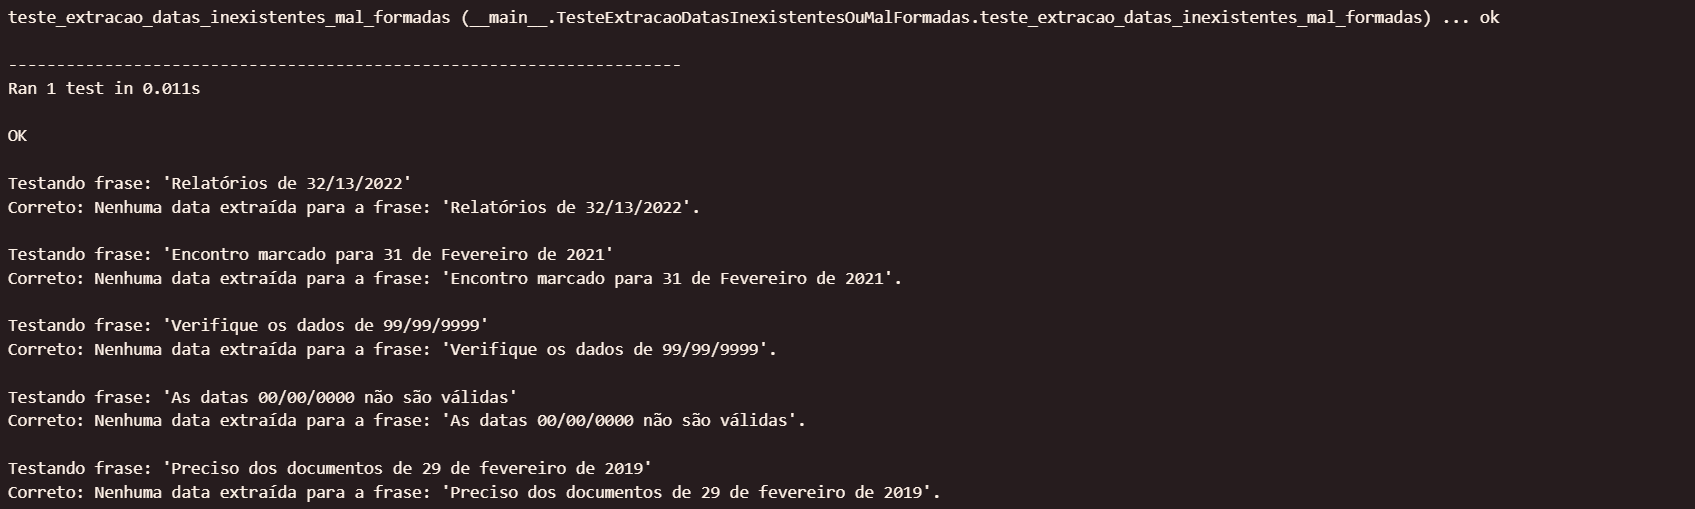 teste_extracao_datas_inexistentes_mal_formadas (__main__.TesteExtracaoDatasInexistentesOuMalFormadas.teste_extracao_datas_inexistentes_mal_formadas) ... ok
----------------------------------------------------------------------
Ran 1 test in 0.011s
OK
Testando frase: 'Relatórios de 32/13/2022'
Correto: Nenhuma data extraída para a frase: 'Relatórios de 32/13/2022'.
Testando frase: 'Encontro marcado para 31 de Fevereiro de 2021'
Correto: Nenhuma data extraída para a frase: 'Encontro marcado para 31 de Fevereiro de 2021'.
Testando frase: 'Verifique os dados de 99/99/9999'
Correto: Nenhuma data extraída para a frase: 'Verifique os dados de 99/99/9999'.
Testando frase: 'As datas 00/00/0000 não são válidas'
Correto: Nenhuma data extraída para a frase: 'As datas 00/00/0000 não são válidas'.
Testando frase: 'Preciso dos documentos de 29 de fevereiro de 2019'
Correto: Nenhuma data extraída para a frase: 'Preciso dos documentos de 29 de fevereiro de 2019'.